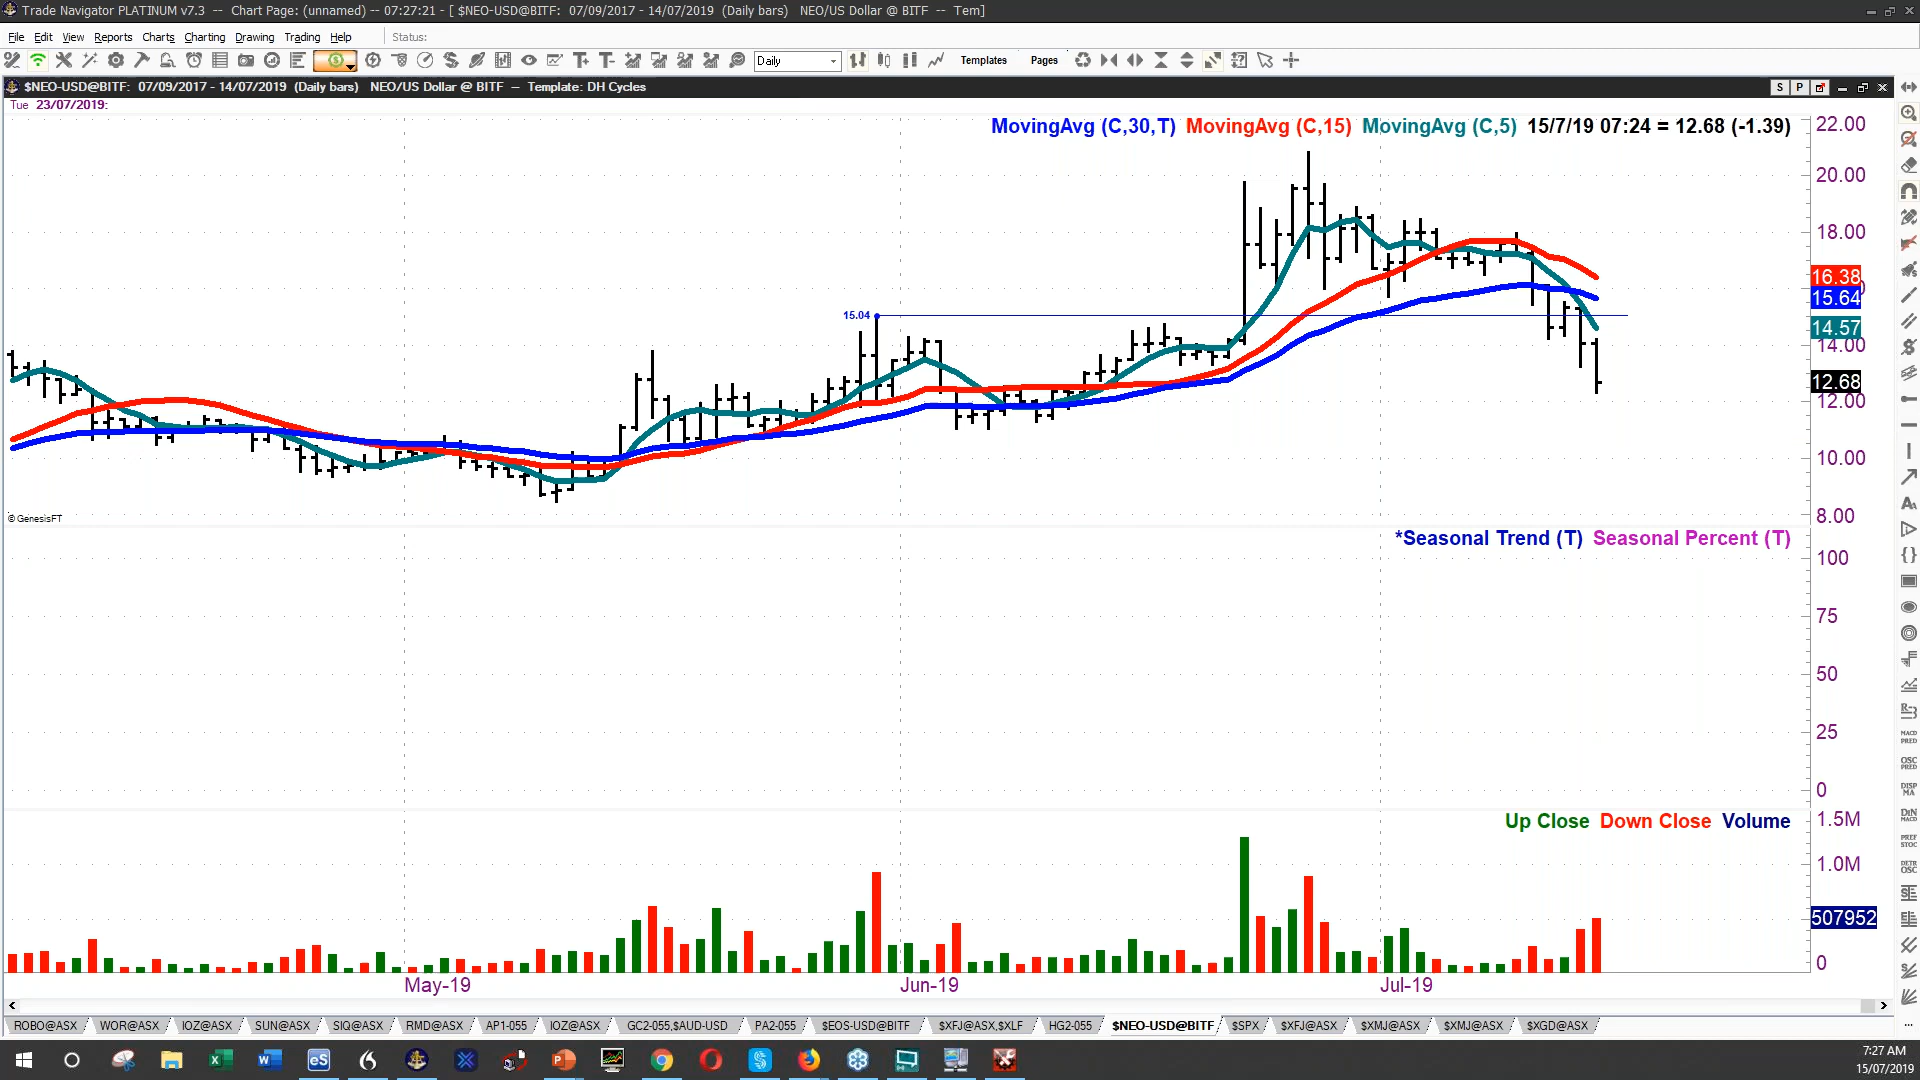 Trade Navigator PLATINUM v7.3 -- Chart Page: (unnamed) -- 07:27:21 - [ $NEO-USD@BITF: 07/09/2017 - 14/07/2019 (Daily bars) NEO/US Dollar @ BITF -- Tem]
File Edit View Reports Charts Charting Drawing Trading Help Status:
Daily Templates Pages
$NEO-USD@BITF: 07/09/2017 - 14/07/2019 (Daily bars) NEO/US Dollar @ BITF -- Template: DH Cycles S P
Tue 23/07/2019:
MovingAvg (C,30,T) MovingAvg (C,15) MovingAvg (C,5) 15/7/19 07:24 = 12.68 (-1.39)
22.00
20.00
18.00
16.38
15.64
15.04
14.57
14.00
12.68
12.00
10.00
8.00
© GenesisFT
*Seasonal Trend (T) Seasonal Percent (T)
100
75
50
25
0
Up Close Down Close Volume
1.5M
1.0M
507952
0
May-19 Jun-19 Jul-19
ROBO@ASX WOR@ASX IOZ@ASX SUN@ASX SIQ@ASX RMD@ASX AP1-055 IOZ@ASX GC2-055,$AUD-USD PA2-055 $EOS-USD@BITF $XFJ@ASX,$XLF HG2-055 $NEO-USD@BITF $SPX $XFJ@ASX $XMJ@ASX $XMJ@ASX $XGD@ASX
7:27 AM
15/07/2019